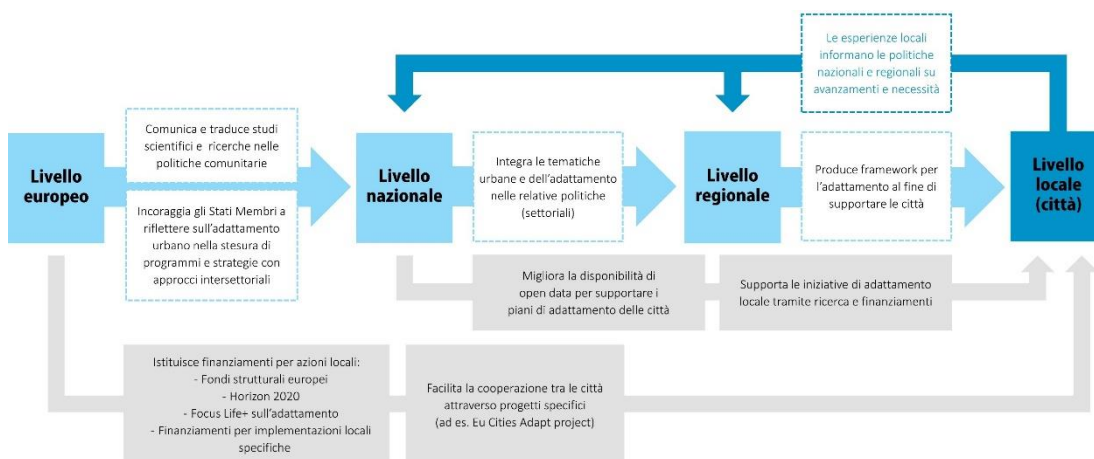 Le esperienze locali
informano le politiche
nazionali e regionali su
avanzamenti e necessità
Livello
europeo
Comunica e traduce studi
scientifici e ricerche nelle
politiche comunitarie
Incoraggia gli Stati Membri a
riflettere sull'adattamento
urbano nella stesura di
programmi e strategie con
approcci intersettoriali
Livello
nazionale
Integra le tematiche
urbane e dell'adattamento
nelle relative politiche
(settoriali)
Livello
regionale
Produce framework per
l'adattamento al fine di
supportare le città
Livello
locale
(città)
Migliora la disponibilità di
open data per supportare i
piani di adattamento delle città
Supporta le iniziative di adattamento
locale tramite ricerca e finanziamenti
Istituisce finanziamenti per azioni locali:
- Fondi strutturali europei
- Horizon 2020
- Focus Life+ sull'adattamento
- Finanziamenti per implementazioni locali
specifiche
Facilita la cooperazione tra le città
attraverso progetti specifici
(ad es. Eu Cities Adapt project)